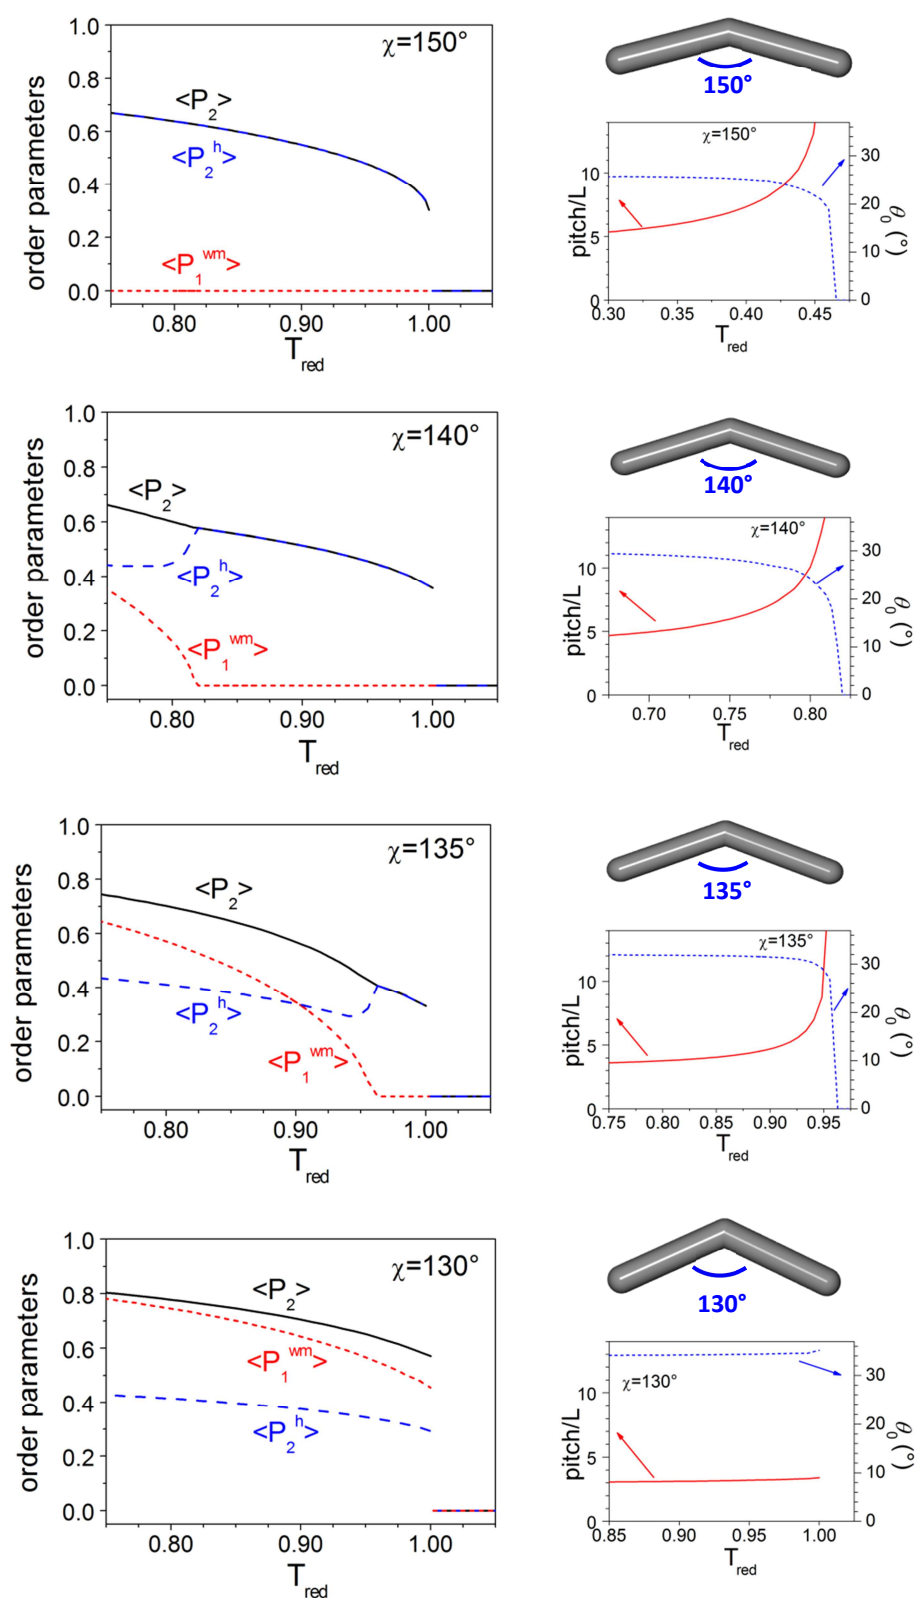 χ=150°
<P2>
<P2h>
<P1wm>
order parameters
1.0
0.8
0.6
0.4
0.2
0.0
0.80 0.90 1.00
Tred
150°
χ=150°
pitch/L
10
5
0
30
20
10
0
θ0 (°)
0.30 0.35 0.40 0.45
Tred
χ=140°
<P2>
<P2h>
<P1wm>
order parameters
1.0
0.8
0.6
0.4
0.2
0.0
0.80 0.90 1.00
Tred
140°
χ=140°
pitch/L
10
5
0
30
20
10
0
θ0 (°)
0.70 0.75 0.80
Tred
χ=135°
<P2>
<P2h>
<P1wm>
order parameters
1.0
0.8
0.6
0.4
0.2
0.0
0.80 0.90 1.00
Tred
135°
χ=135°
pitch/L
10
5
0
30
20
10
0
θ0 (°)
0.75 0.80 0.85 0.90 0.95
Tred
χ=130°
<P2>
<P1wm>
<P2h>
order parameters
1.0
0.8
0.6
0.4
0.2
0.0
0.80 0.90 1.00
Tred
130°
χ=130°
pitch/L
10
5
0
30
20
10
0
θ0 (°)
0.85 0.90 0.95 1.00
Tred